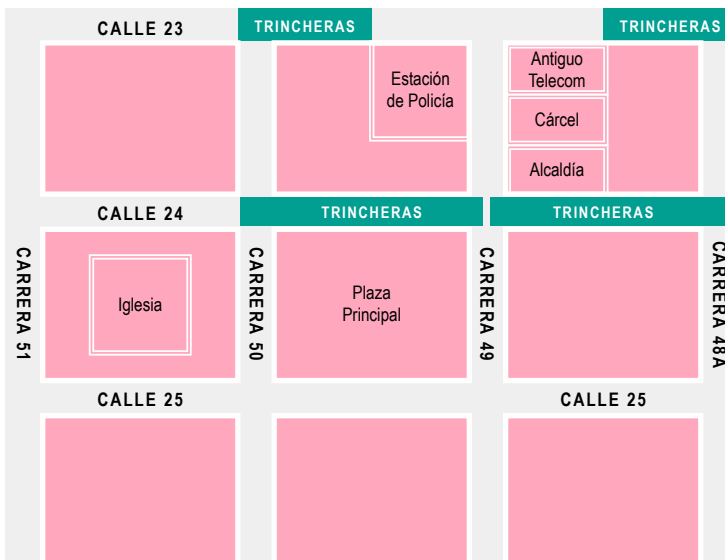 CALLE 23
TRINCHERAS
TRINCHERAS
Estación
de Policía
Antiguo
Telecom
Cárcel
Alcaldía
CALLE 24
TRINCHERAS
TRINCHERAS
CARRERA 51
Iglesia
CARRERA 50
Plaza
Principal
CARRERA 49
CARRERA 48A
CALLE 25
CALLE 25